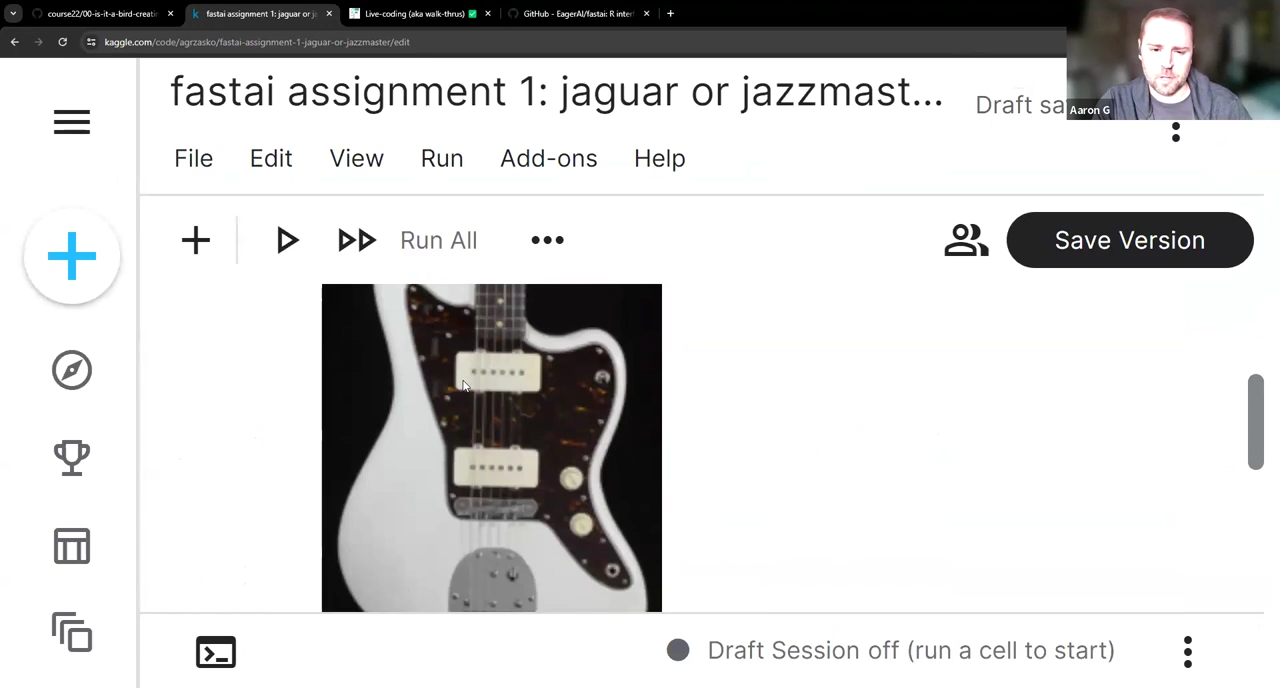 course22/00-is-it-a-bird-creatin
fastai assignment 1: jaguar or ja
Live-coding (aka walk-thrus) ✅
GitHub - EagerAI/fastai: R inter
kaggle.com/code/agrzasko/fastai-assignment-1-jaguar-or-jazzmaster/edit
fastai assignment 1: jaguar or jazzmast...
Draft sa
Aaron G
File Edit View Run Add-ons Help
Run All
Save Version
Draft Session off (run a cell to start)